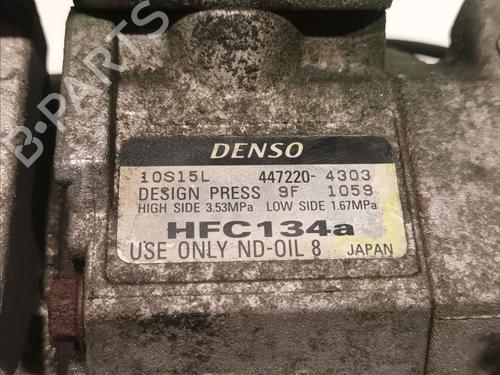 B-PARTS
DENSO
10S15L 447220- 4303
DESIGN PRESS 9F 1059
HIGH SIDE 3.53MPa LOW SIDE 1.67MPa
HFC134a
USE ONLY ND-OIL 8 JAPAN